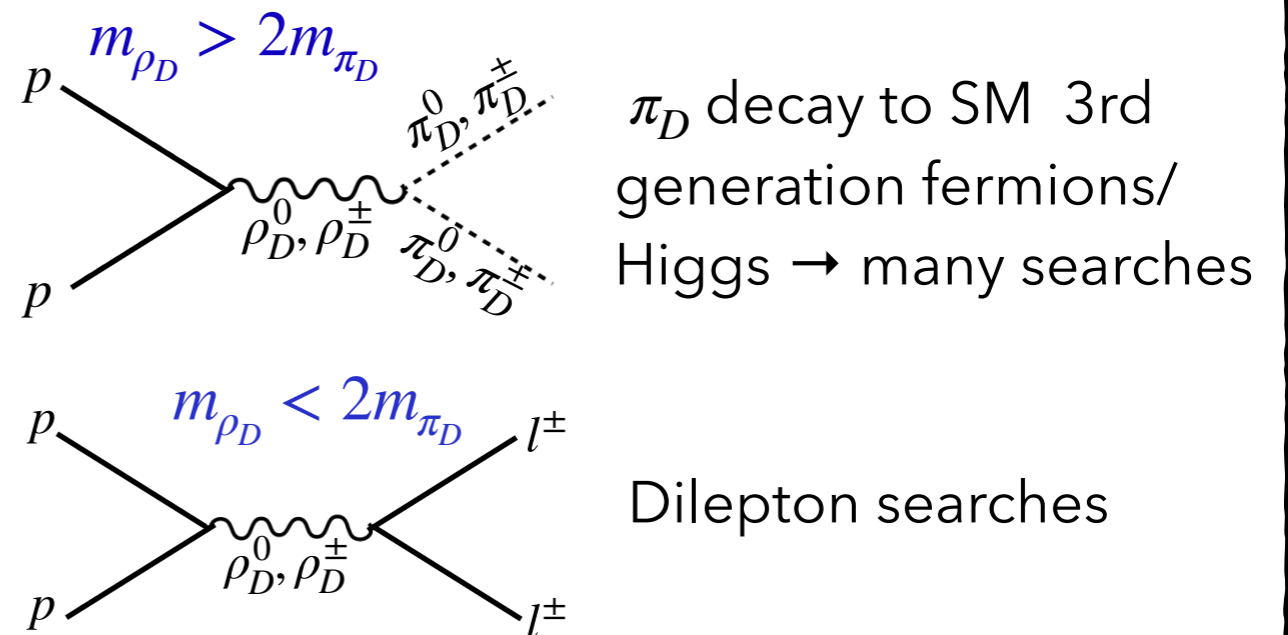 m_{ρ_D} > 2m_{π_D}
p
π_D^0, π_D^±
ρ_D^0, ρ_D^±
π_D^0, π_D^±
p
π_D decay to SM 3rd
generation fermions/
Higgs → many searches
m_{ρ_D} < 2m_{π_D}
p
l^±
ρ_D^0, ρ_D^±
p
l^±
Dilepton searches